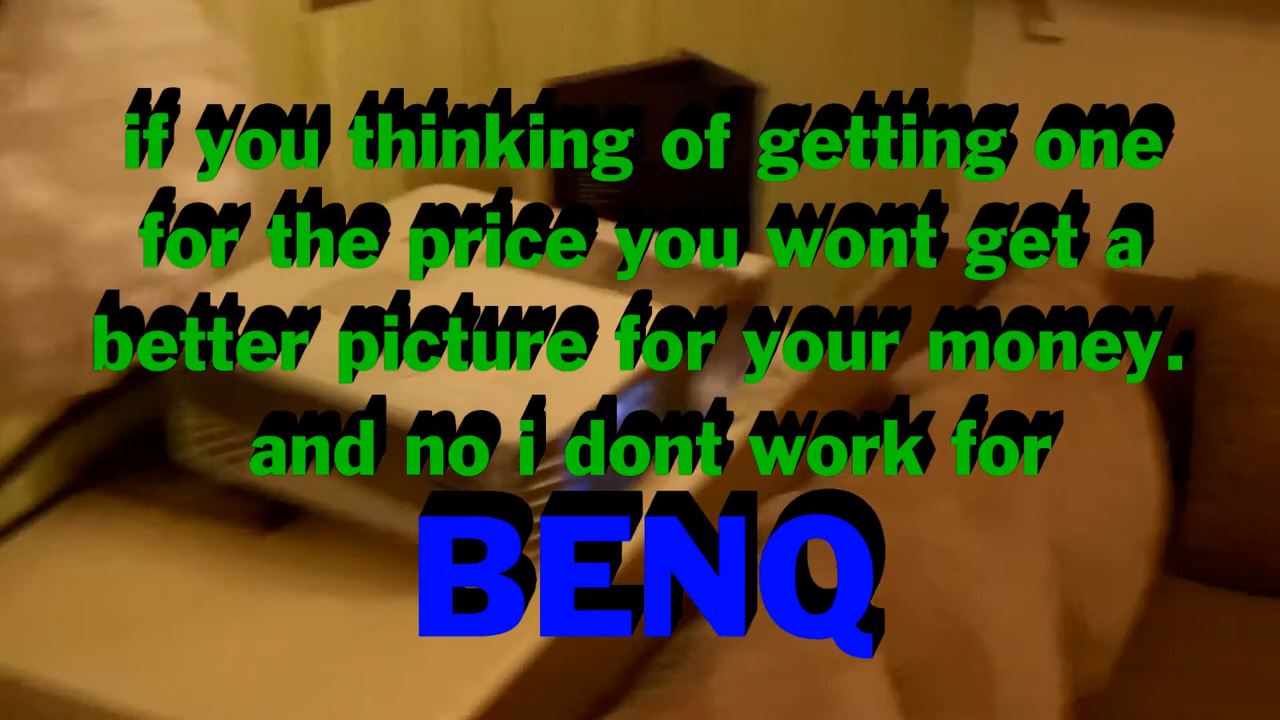 if you thinking of getting one
for the price you wont get a
better picture for your money.
and no i dont work for
BENQ